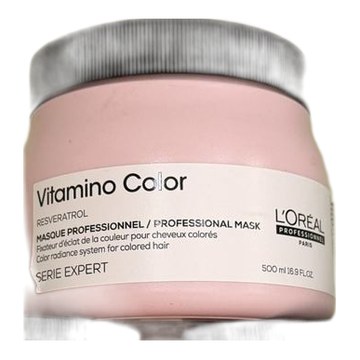 Vitamino Color
RESVERATROL
MASQUE PROFESSIONNEL / PROFESSIONAL MASK
Fixateur d'éclat de la couleur pour cheveux colorés
Color radiance system for colored hair
SERIE EXPERT
L'ORÉAL
PROFESSIONNEL
PARIS
500 ml 16.9 FL.OZ.